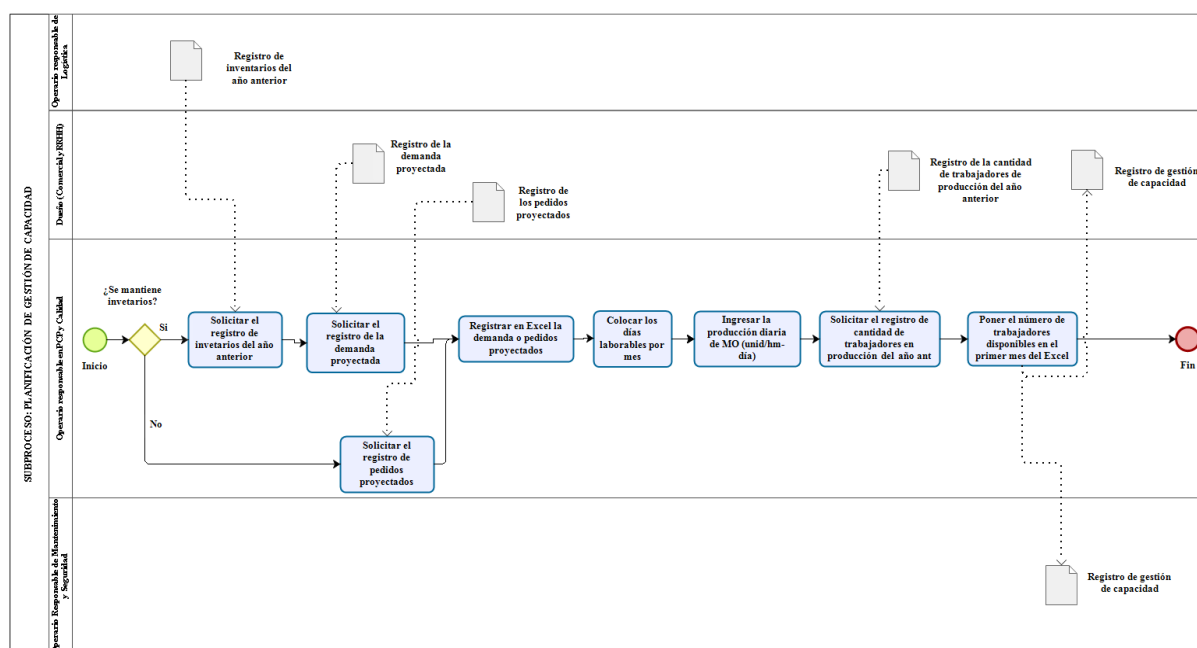 SUBPROCESO: PLANIFICACIÓN DE GESTIÓN DE CAPACIDAD
Operario responsable de
Logística
Registro de
inventarios del
año anterior
Dueño (Comercial y RRHH)
Registro de la
demanda
proyectada
Registro de
los pedidos
proyectados
Registro de la cantidad
de trabajadores de
producción del año
anterior
Registro de gestión
de capacidad
Operario responsable en PCP y Calidad
Inicio
¿Se mantiene
invetarios?
Si
No
Solicitar el
registro de
invetarios del año
anterior
Solicitar el
registro de la
demanda
proyectada
Solicitar el
registro de
pedidos
proyectados
Registrar en Excel la
demanda o pedidos
proyectados
Colocar los
días
laborables por
mes
Ingresar la
producción diaria
de MO (unid/hm-
día)
Solicitar el registro de
cantidad de
trabajadores en
producción del año ant
Poner el número de
trabajadores
disponibles en el
primer mes del Excel
Fin
Operario Responsable de Mantenimiento
y Seguridad
Registro de gestión
de capacidad